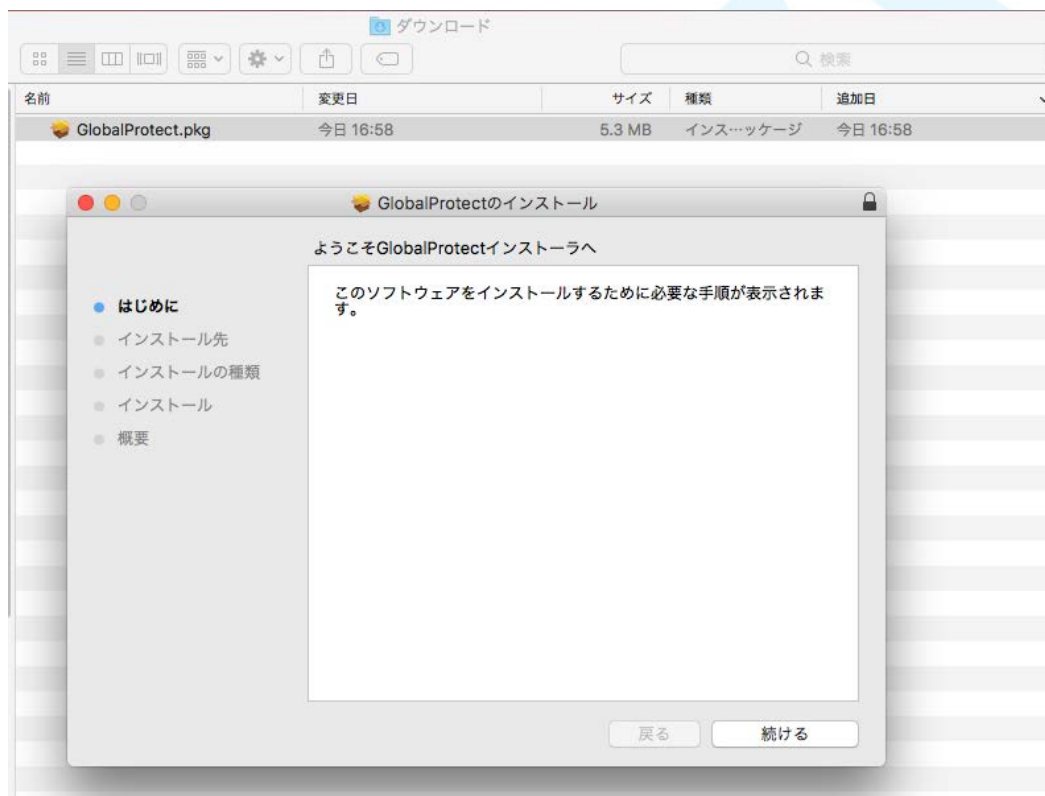 ダウンロード
検索
名前 変更日 サイズ 種類 追加日
GlobalProtect.pkg 今日 16:58 5.3 MB インス…ッケージ 今日 16:58
GlobalProtectのインストール
ようこそGlobalProtectインストーラへ
このソフトウェアをインストールするために必要な手順が表示されま
す。
はじめに
インストール先
インストールの種類
インストール
概要
戻る 続ける